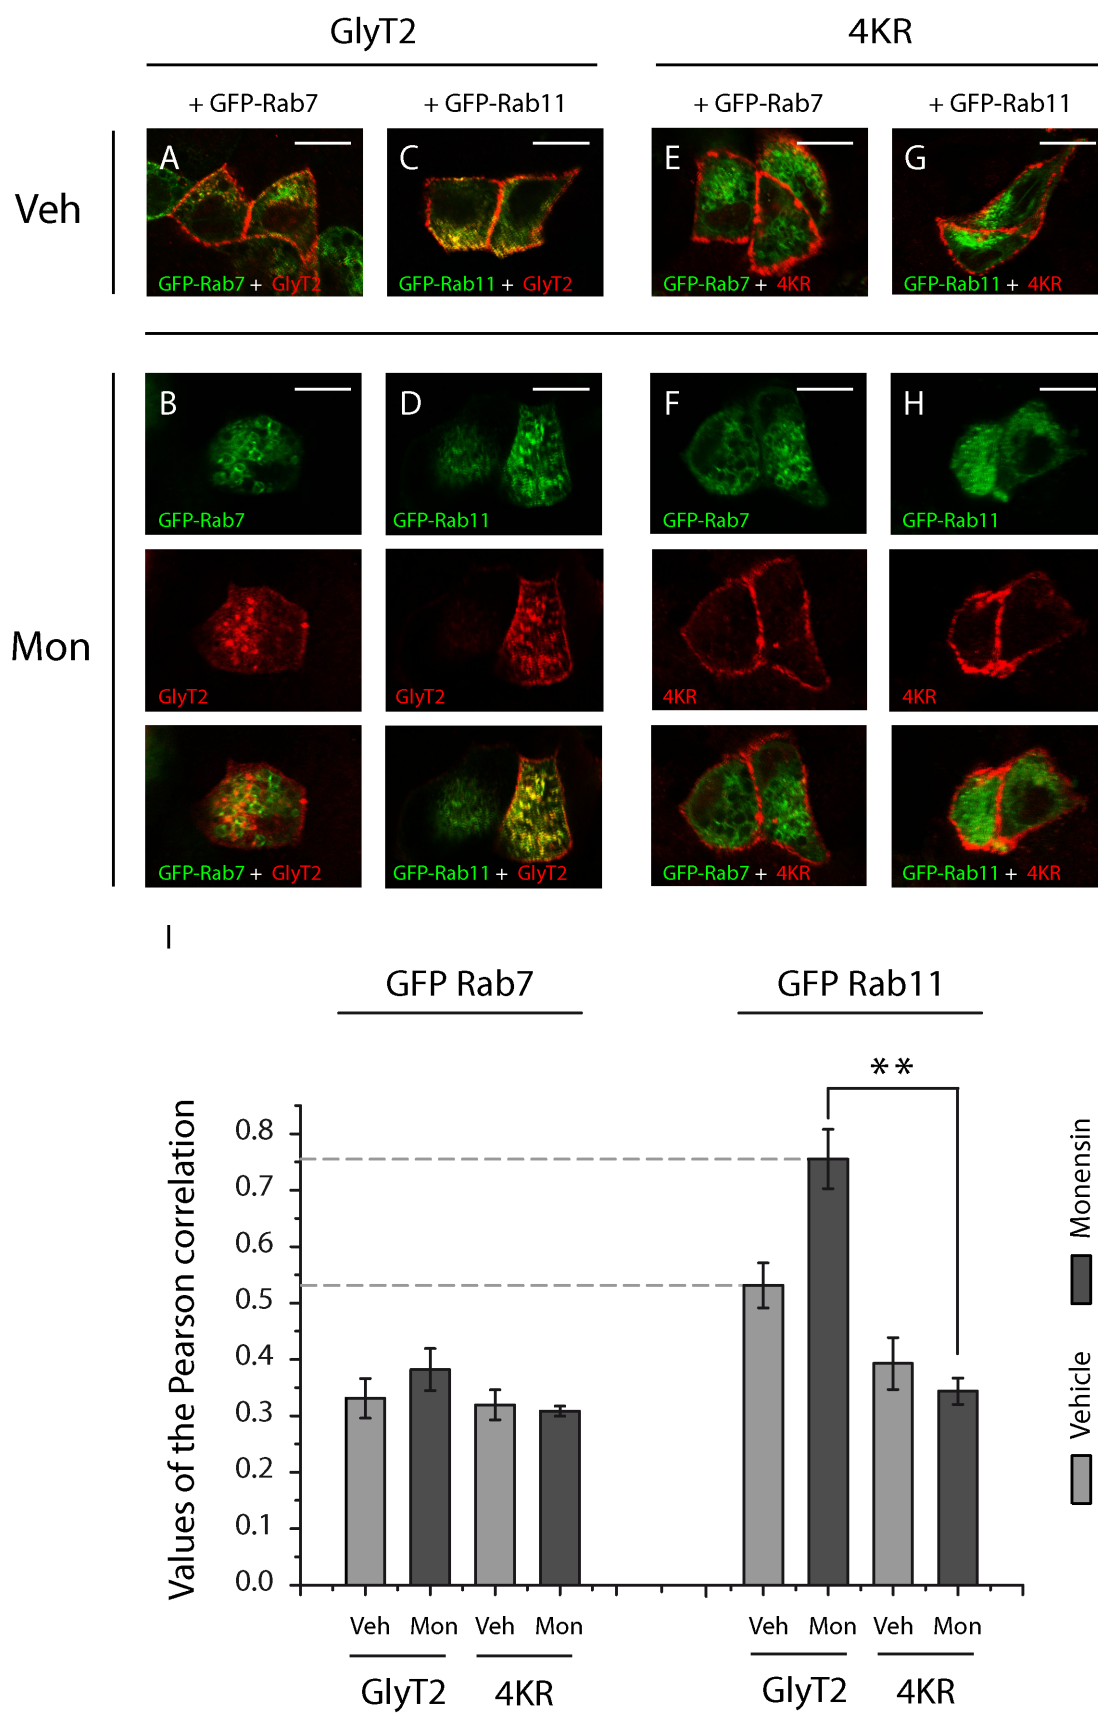 GlyT2 4KR
+ GFP-Rab7 + GFP-Rab11 + GFP-Rab7 + GFP-Rab11
Veh
A C E G
GFP-Rab7 + GlyT2 GFP-Rab11 + GlyT2 GFP-Rab7 + 4KR GFP-Rab11 + 4KR
Mon
B D F H
GFP-Rab7 GFP-Rab11 GFP-Rab7 GFP-Rab11
GlyT2 GlyT2 4KR 4KR
GFP-Rab7 + GlyT2 GFP-Rab11 + GlyT2 GFP-Rab7 + 4KR GFP-Rab11 + 4KR
I
GFP Rab7 GFP Rab11
**
Values of the Pearson correlation
0.8
0.7
0.6
0.5
0.4
0.3
0.2
0.1
0.0
Veh Mon Veh Mon Veh Mon Veh Mon
GlyT2 4KR GlyT2 4KR
Monensin
Vehicle